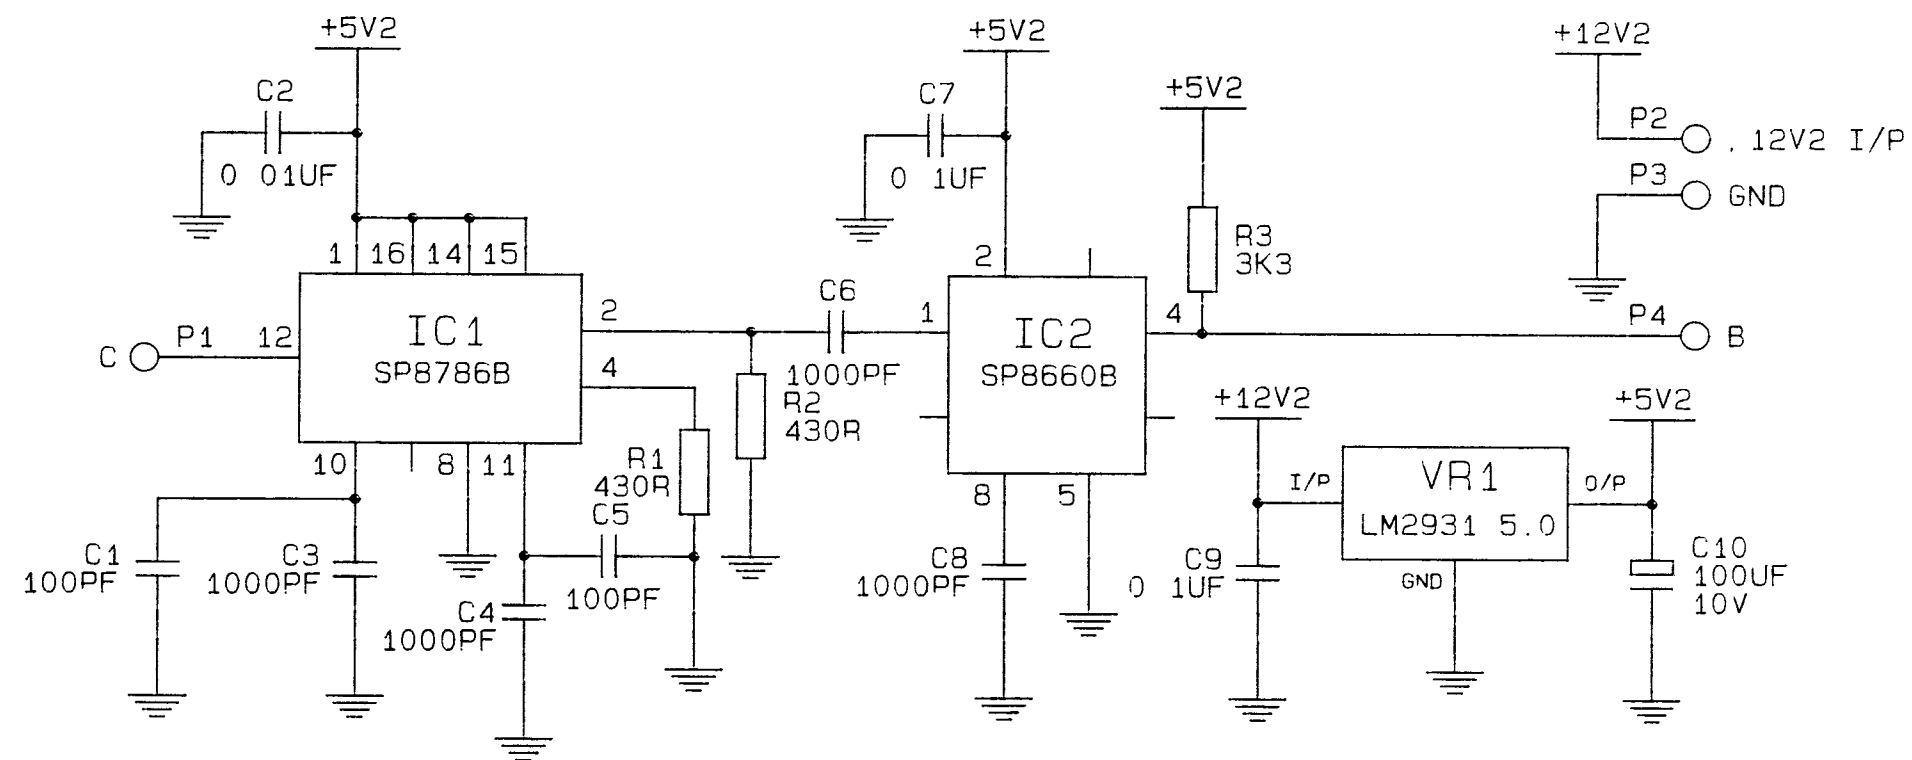 +5V2
C2
0 01UF
1 16 14 15
C
P1
12
IC1
SP8786B
2
4
10
8 11
C1
100PF
C3
1000PF
C4
1000PF
C5
100PF
R1
430R
R2
430R
C6
1000PF
+5V2
C7
0 1UF
2
1
IC2
SP8660B
4
8
5
C8
1000PF
+5V2
R3
3K3
+12V2
P2
. 12V2 I/P
P3
GND
P4
B
+12V2
I/P
VR1
LM2931 5.0
O/P
GND
C9
0 1UF
+5V2
C10
100UF
10V